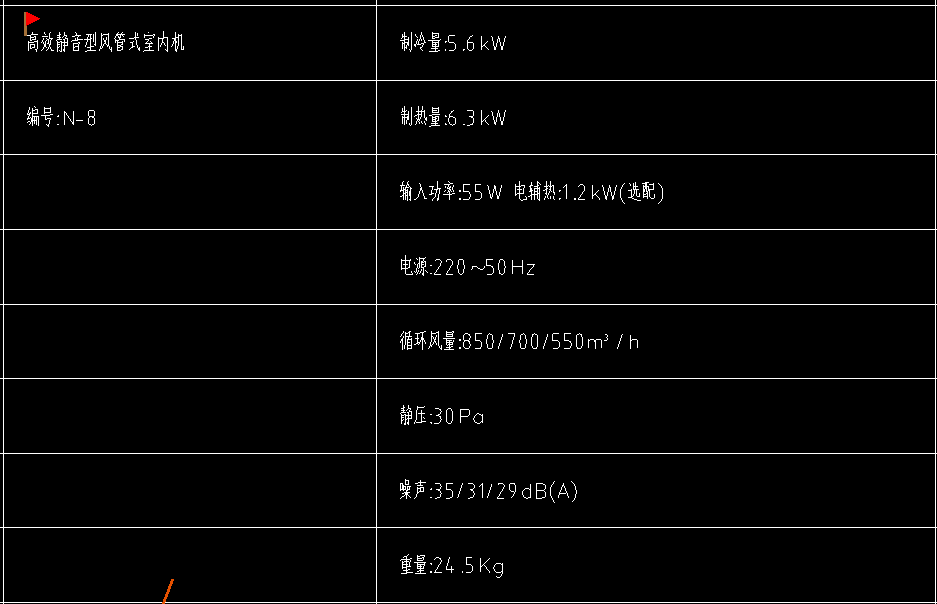 高效静音型风管式室内机
制冷量:5.6kW
编号:N-8
制热量:6.3kW
输入功率:55W 电辅热:1.2kW(选配)
电源:220~50Hz
循环风量:850/700/550m³/h
静压:30Pa
噪声:35/31/29dB(A)
重量:24.5Kg